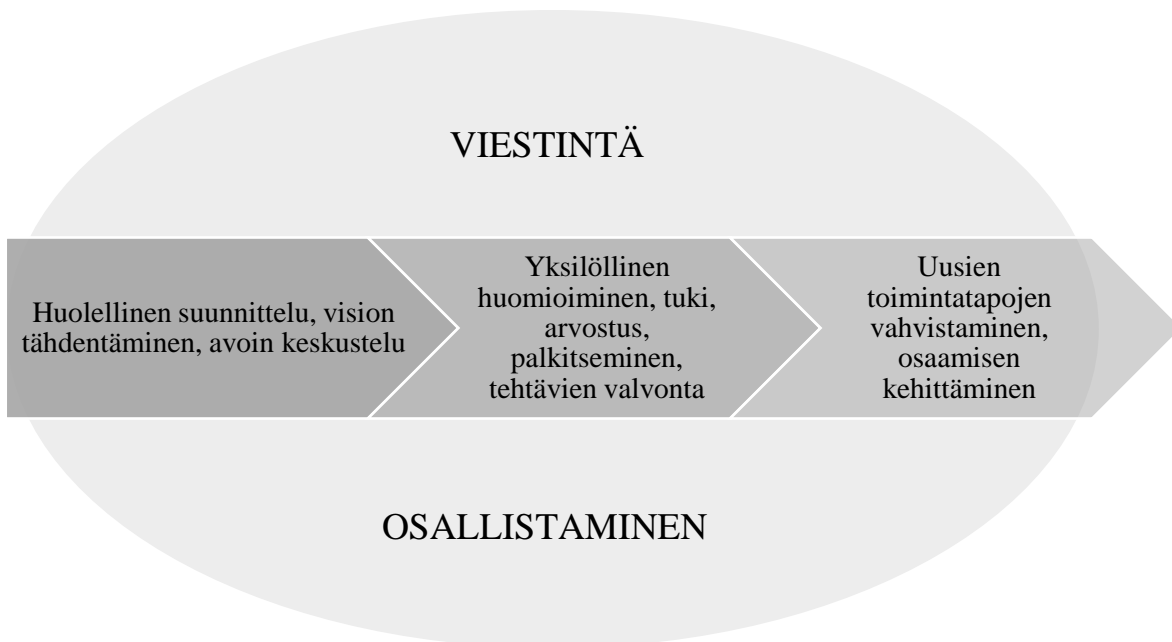 VIESTINTÄ
Huolellinen suunnittelu, vision
tähdentäminen, avoin keskustelu
Yksilöllinen
huomioiminen, tuki,
arvostus,
palkitseminen,
tehtävien valvonta
Uusien
toimintatapojen
vahvistaminen,
osaamisen
kehittäminen
OSALLISTAMINEN